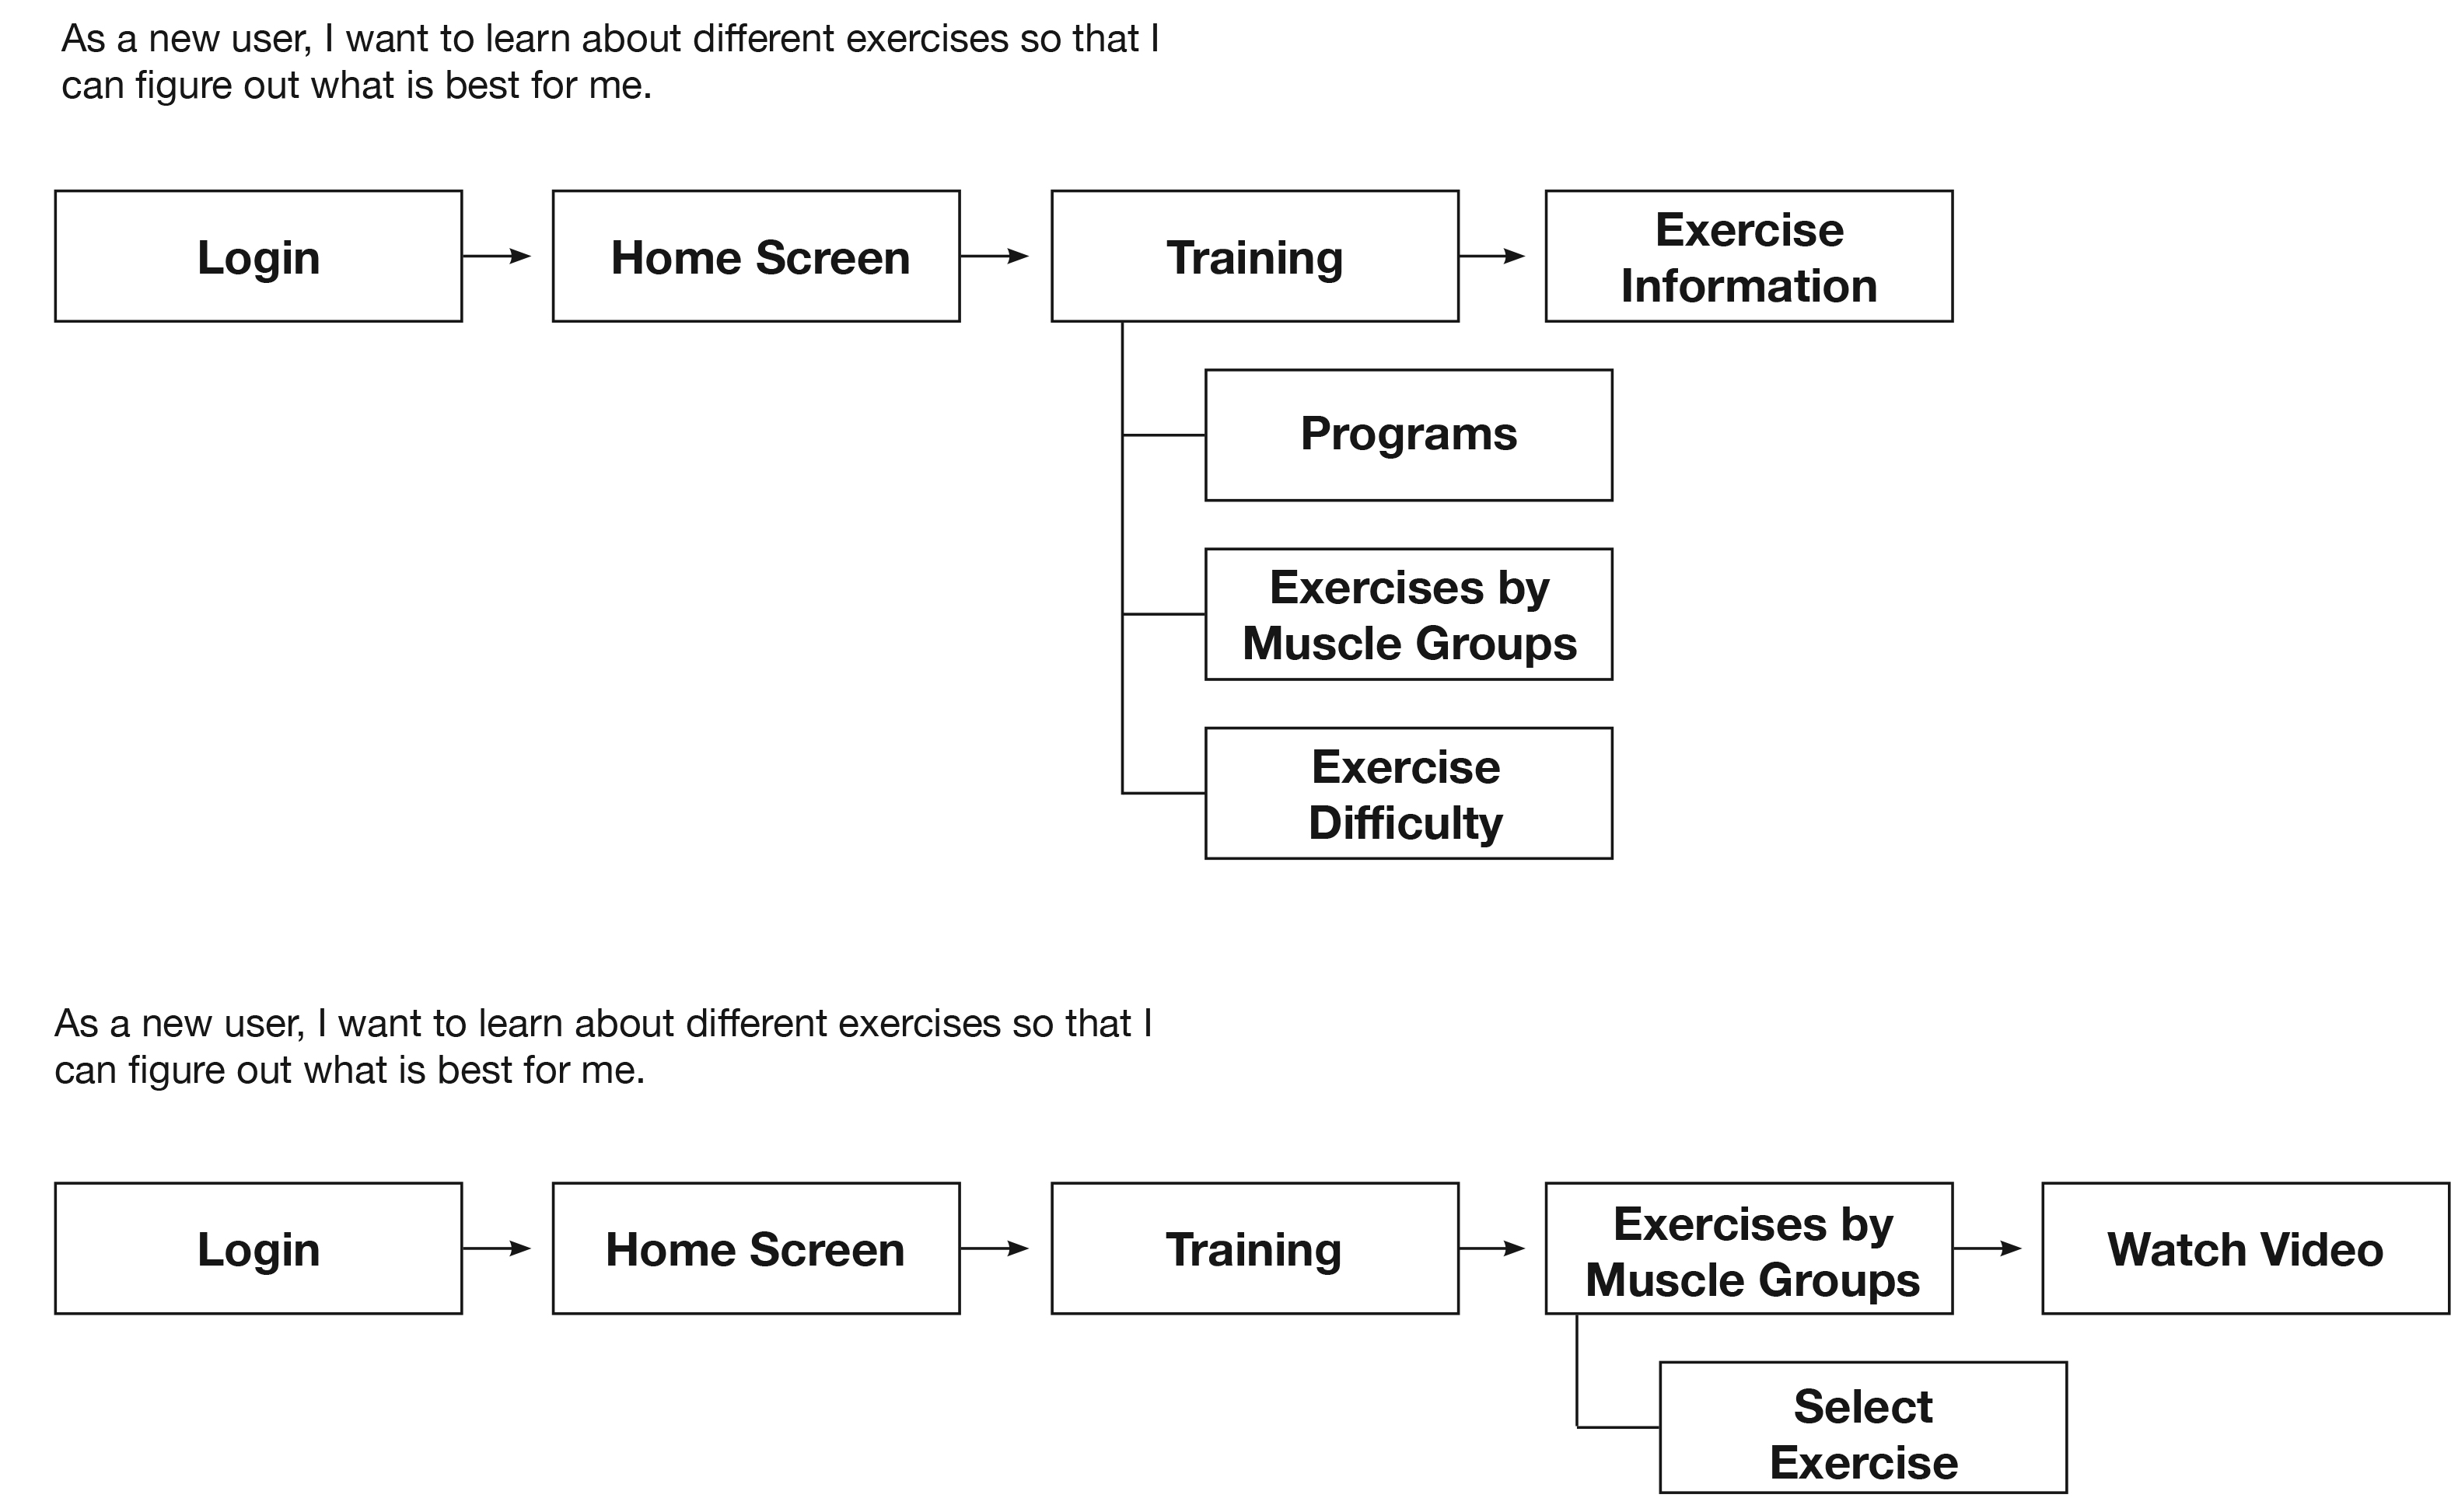 As a new user, I want to learn about different exercises so that I
can figure out what is best for me.
Login
Home Screen
Training
Exercise
Information
Programs
Exercises by
Muscle Groups
Exercise
Difficulty
As a new user, I want to learn about different exercises so that I
can figure out what is best for me.
Login
Home Screen
Training
Exercises by
Muscle Groups
Watch Video
Select
Exercise